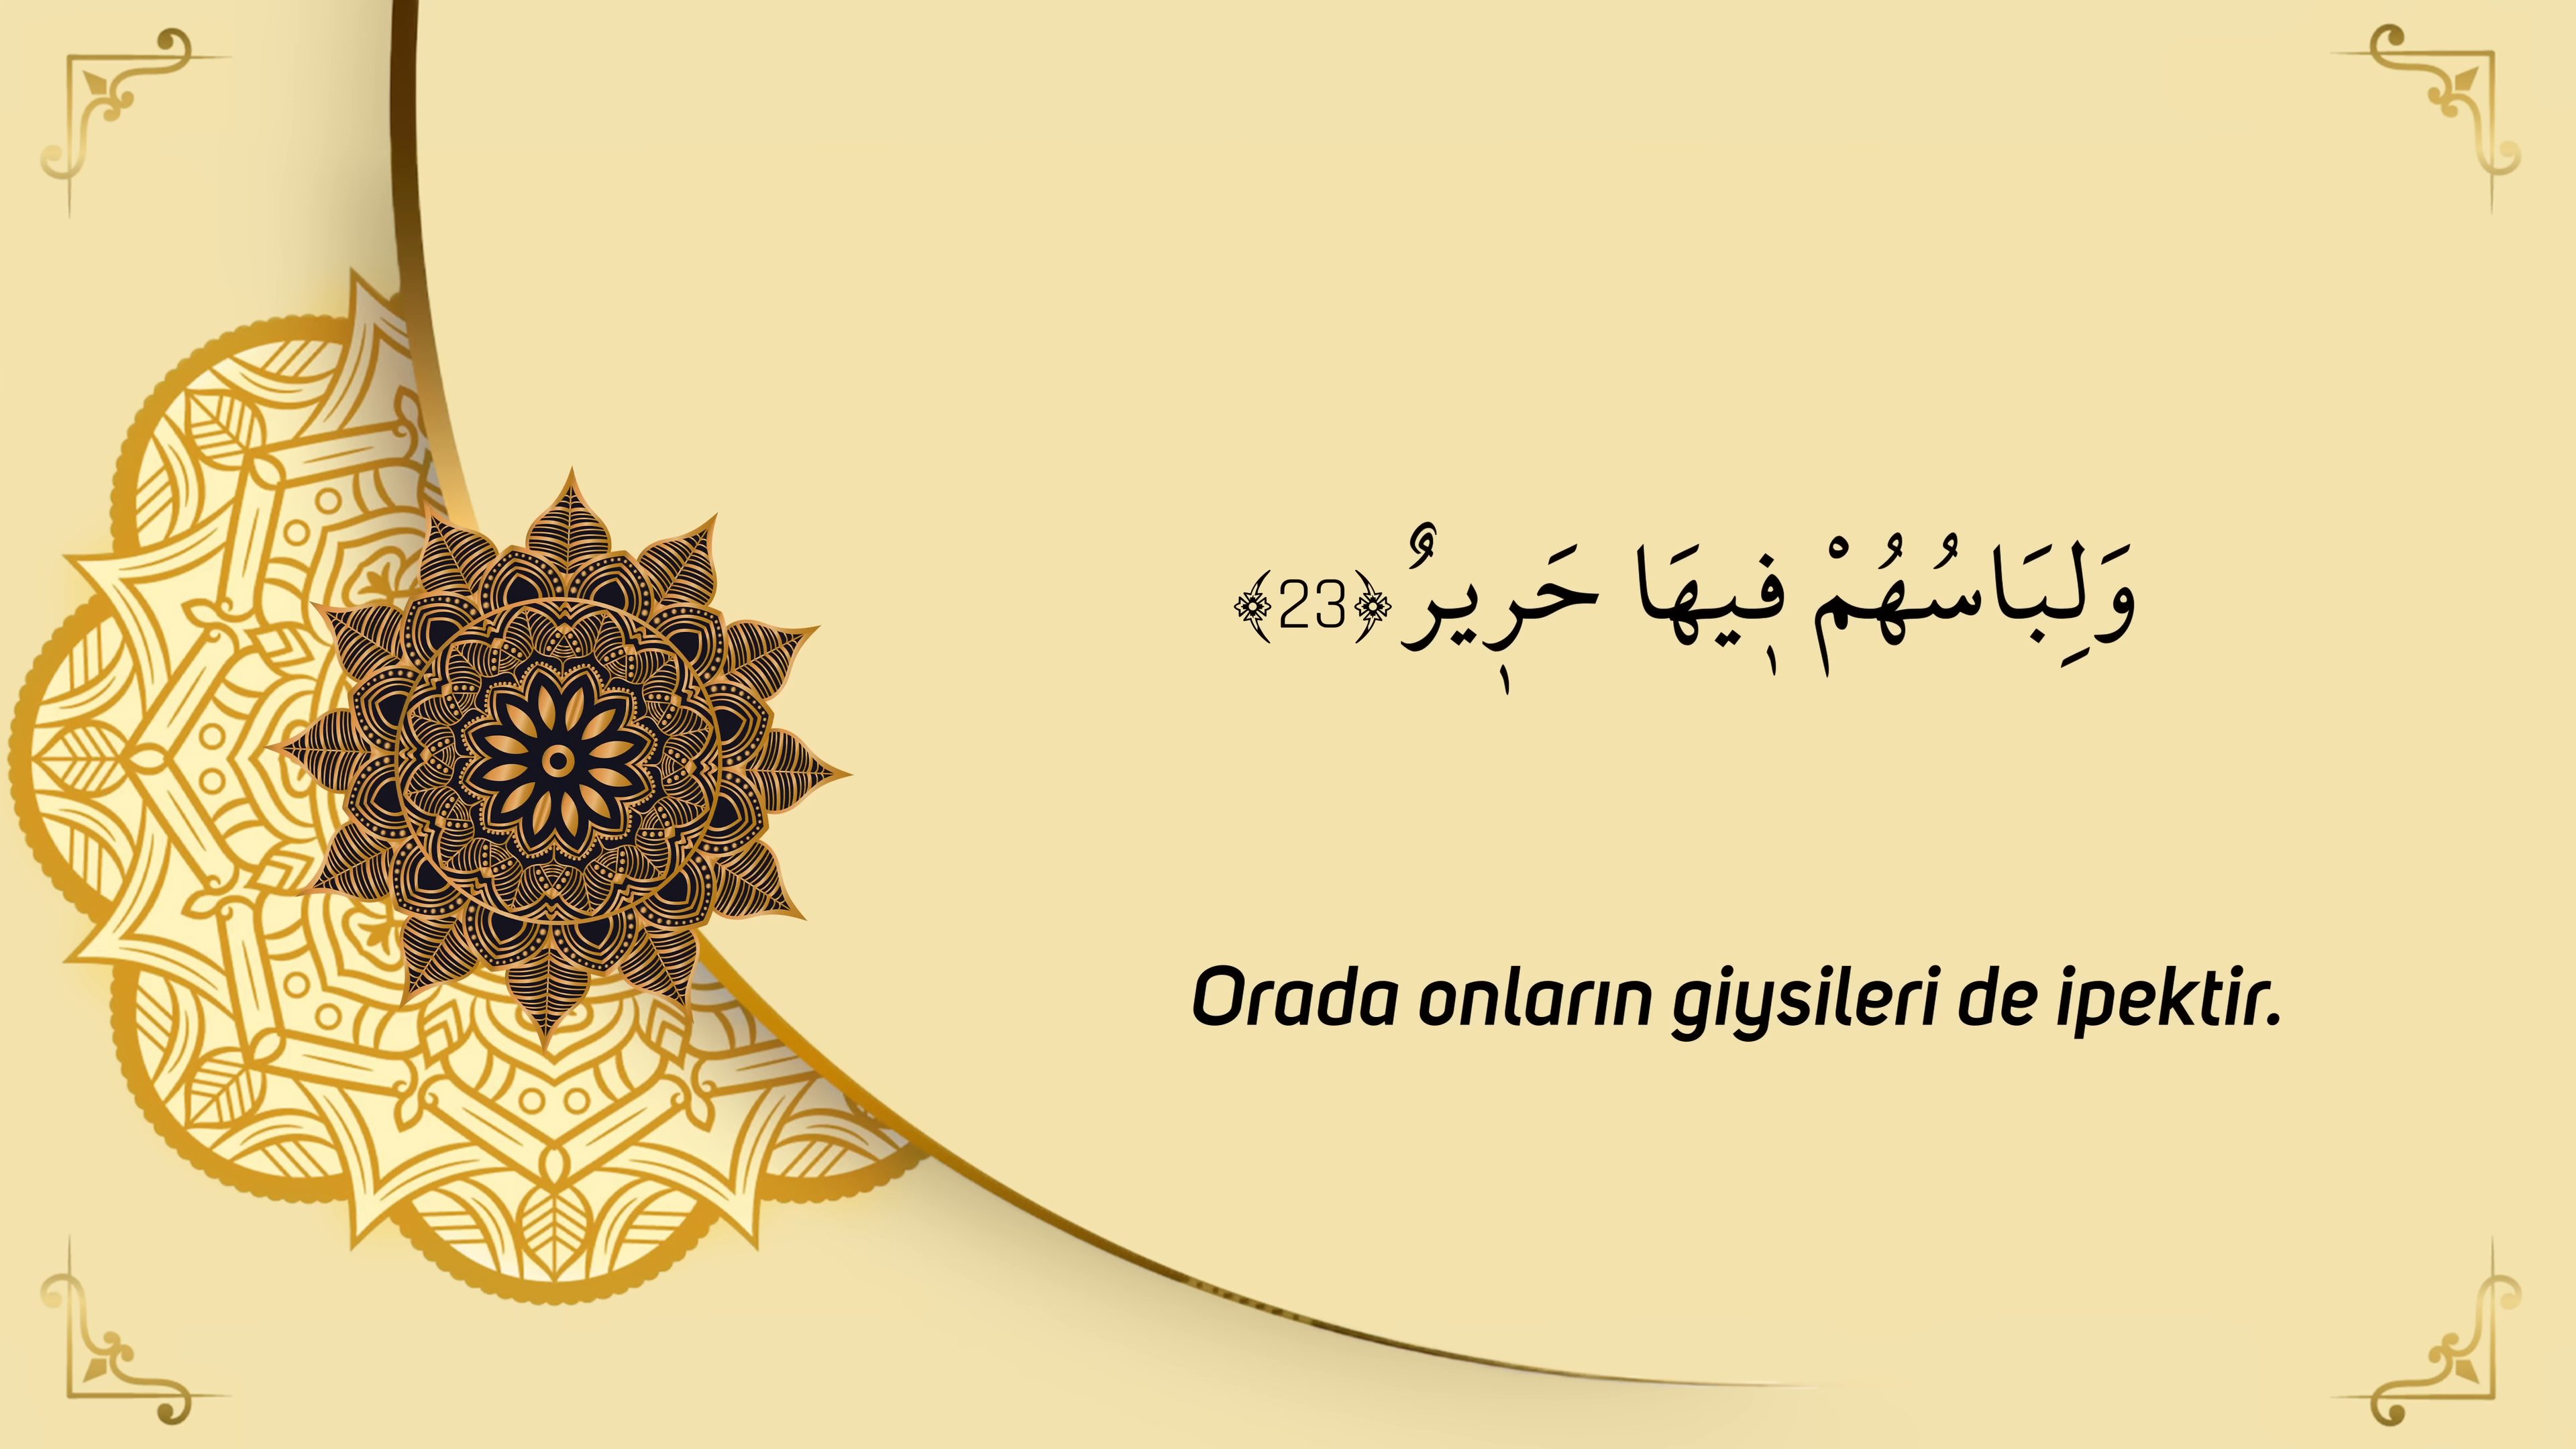 وَلِبَاسُهُمْ ف۪يهَا حَر۪يرٌ ﴿23﴾
Orada onların giysileri de ipektir.